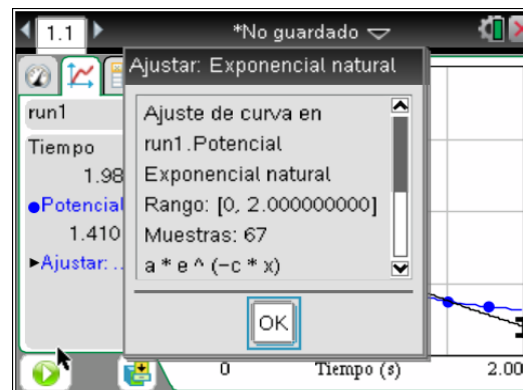 1.1
*No guardado
Ajustar: Exponencial natural
run1
Tiempo
1.98
Potencial
1.410
Ajustar: ..
Ajuste de curva en
run1.Potencial
Exponencial natural
Rango: [0, 2.000000000]
Muestras: 67
a * e ^ (-c * x)
OK
0
Tiempo (s)
2.00